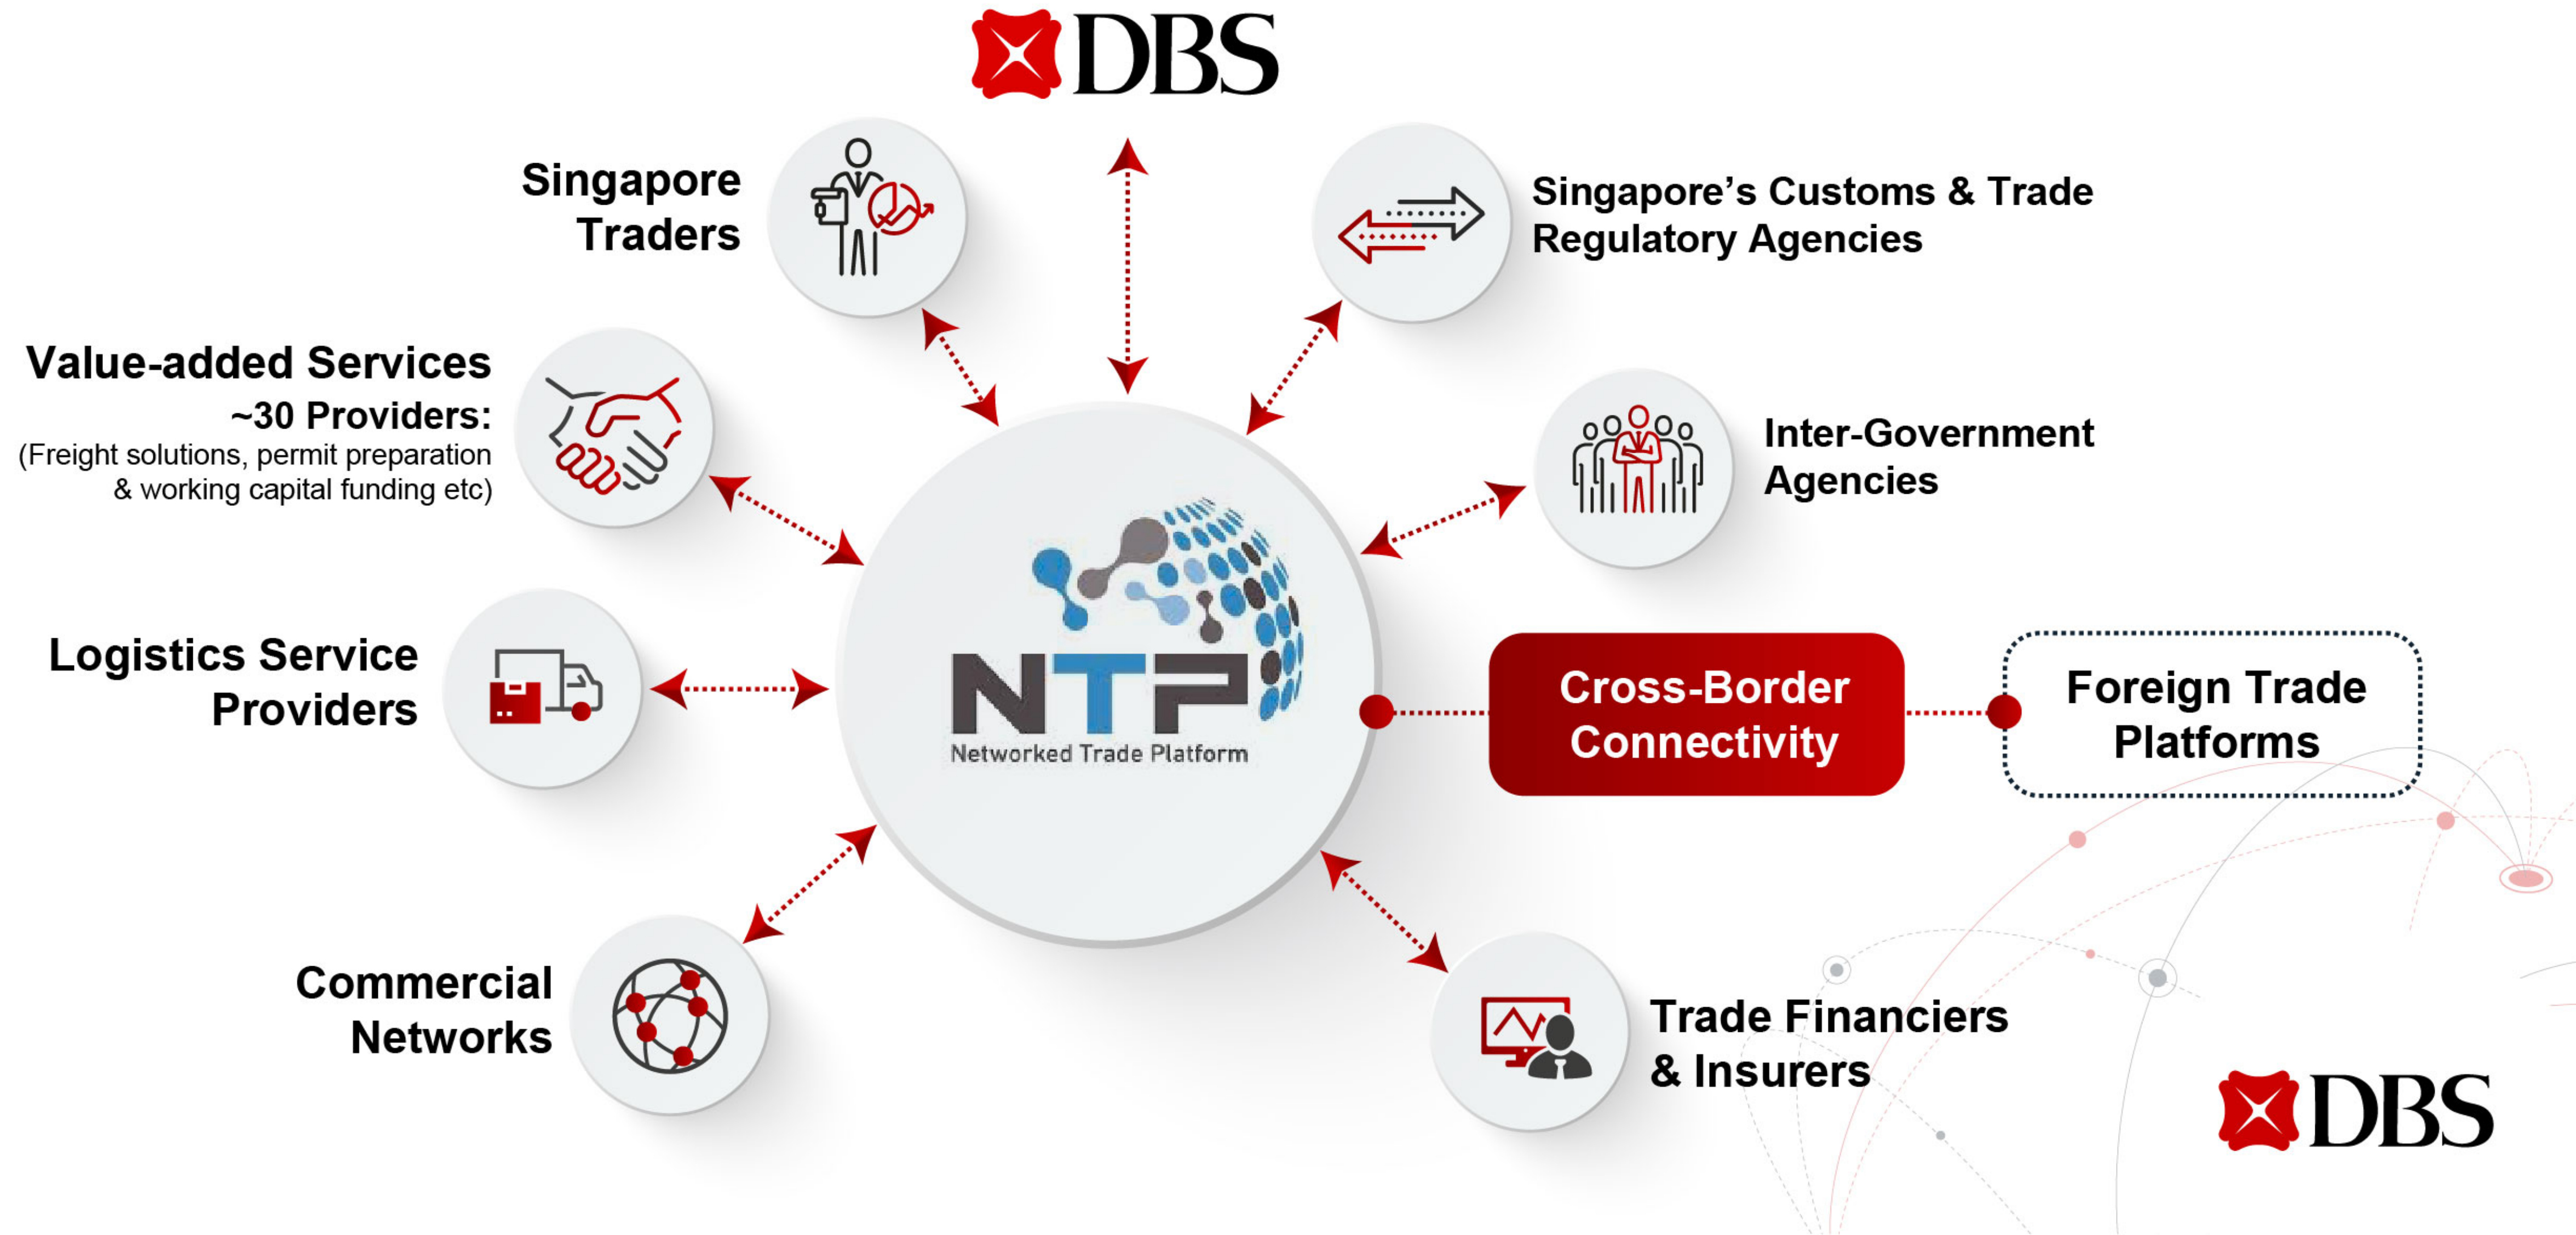 DBS
Singapore
Traders
Singapore's Customs & Trade
Regulatory Agencies
Value-added Services
~30 Providers:
(Freight solutions, permit preparation
& working capital funding etc)
Inter-Government
Agencies
NTP
Networked Trade Platform
Logistics Service
Providers
Cross-Border
Connectivity
Foreign Trade
Platforms
Commercial
Networks
Trade Financiers
& Insurers
DBS